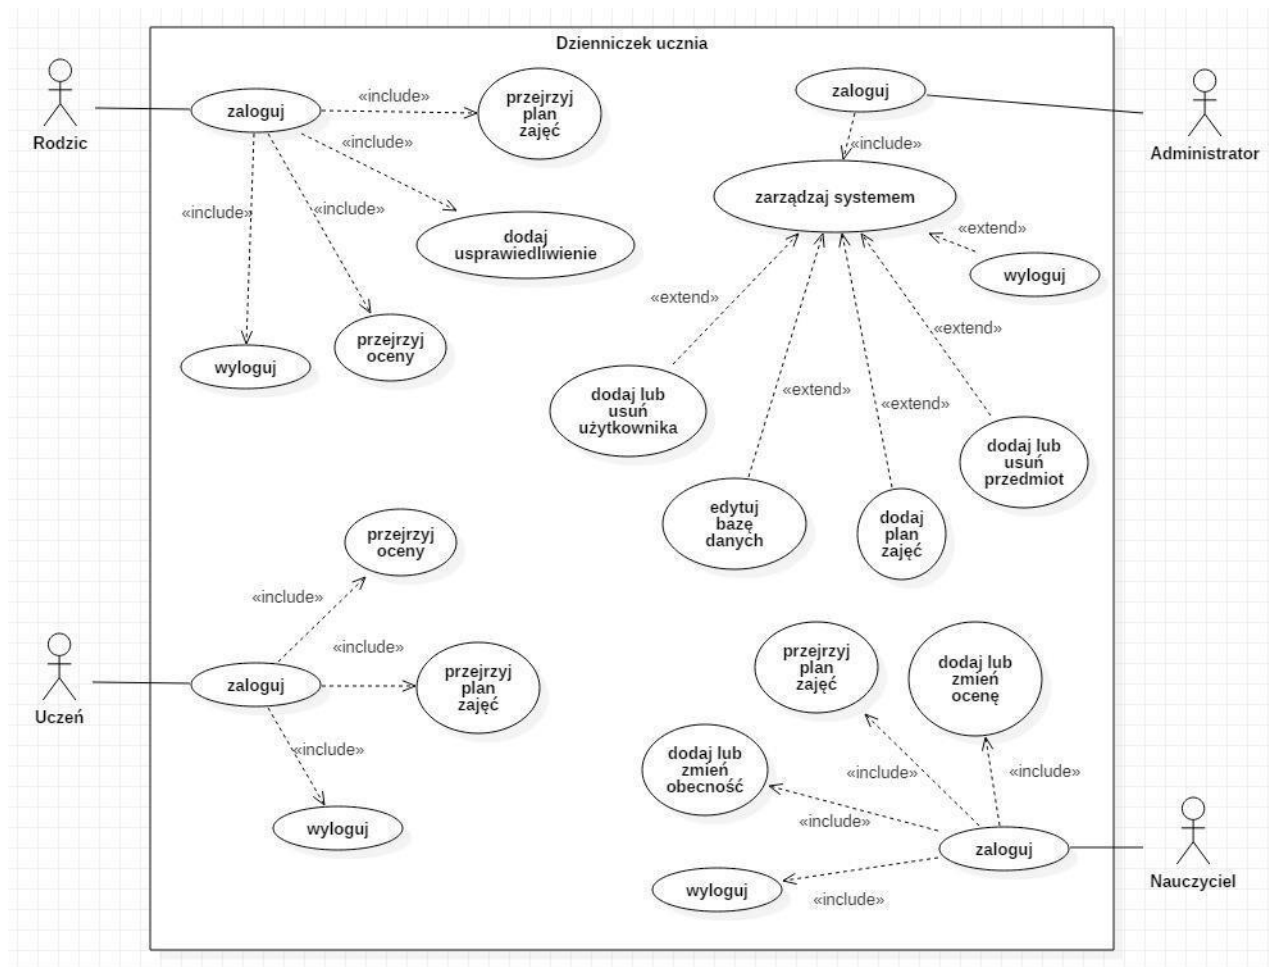 Dzienniczek ucznia
Rodzic
zaloguj
«include»
przejrzyj
plan
zajęć
«include»
dodaj
usprawiedliwienie
«include»
przejrzyj
oceny
«include»
wyloguj
zaloguj
Administrator
«include»
zarządzaj systemem
«extend»
wyloguj
«extend»
dodaj lub
usuń
użytkownika
«extend»
edytuj
bazę
danych
«extend»
dodaj
plan
zajęć
«extend»
dodaj lub
usuń
przedmiot
Uczeń
zaloguj
«include»
przejrzyj
oceny
«include»
przejrzyj
plan
zajęć
«include»
wyloguj
przejrzyj
plan
zajęć
dodaj lub
zmień
ocenę
dodaj lub
zmień
obecność
«include»
«include»
«include»
zaloguj
Nauczyciel
wyloguj
«include»